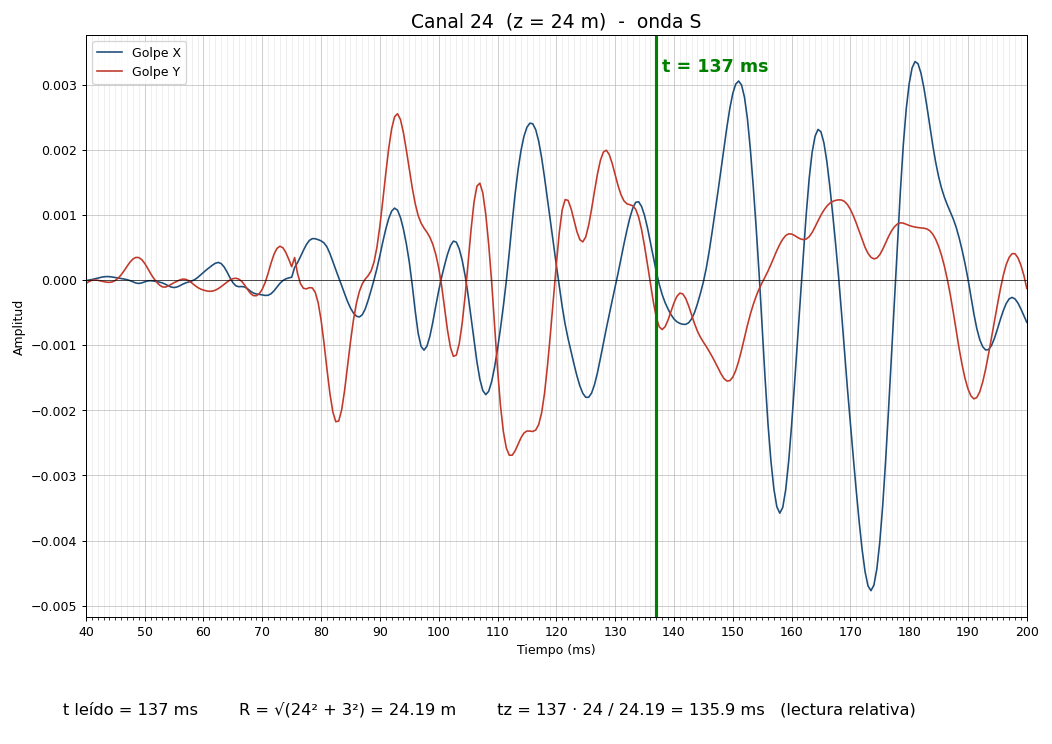 Canal 24 (z = 24 m) - onda S
Golpe X
Golpe Y
t = 137 ms
0.003
0.002
0.001
0.000
−0.001
−0.002
−0.003
−0.004
−0.005
Amplitud
40 50 60 70 80 90 100 110 120 130 140 150 160 170 180 190 200
Tiempo (ms)
t leído = 137 ms R = √(24² + 3²) = 24.19 m tz = 137 · 24 / 24.19 = 135.9 ms (lectura relativa)